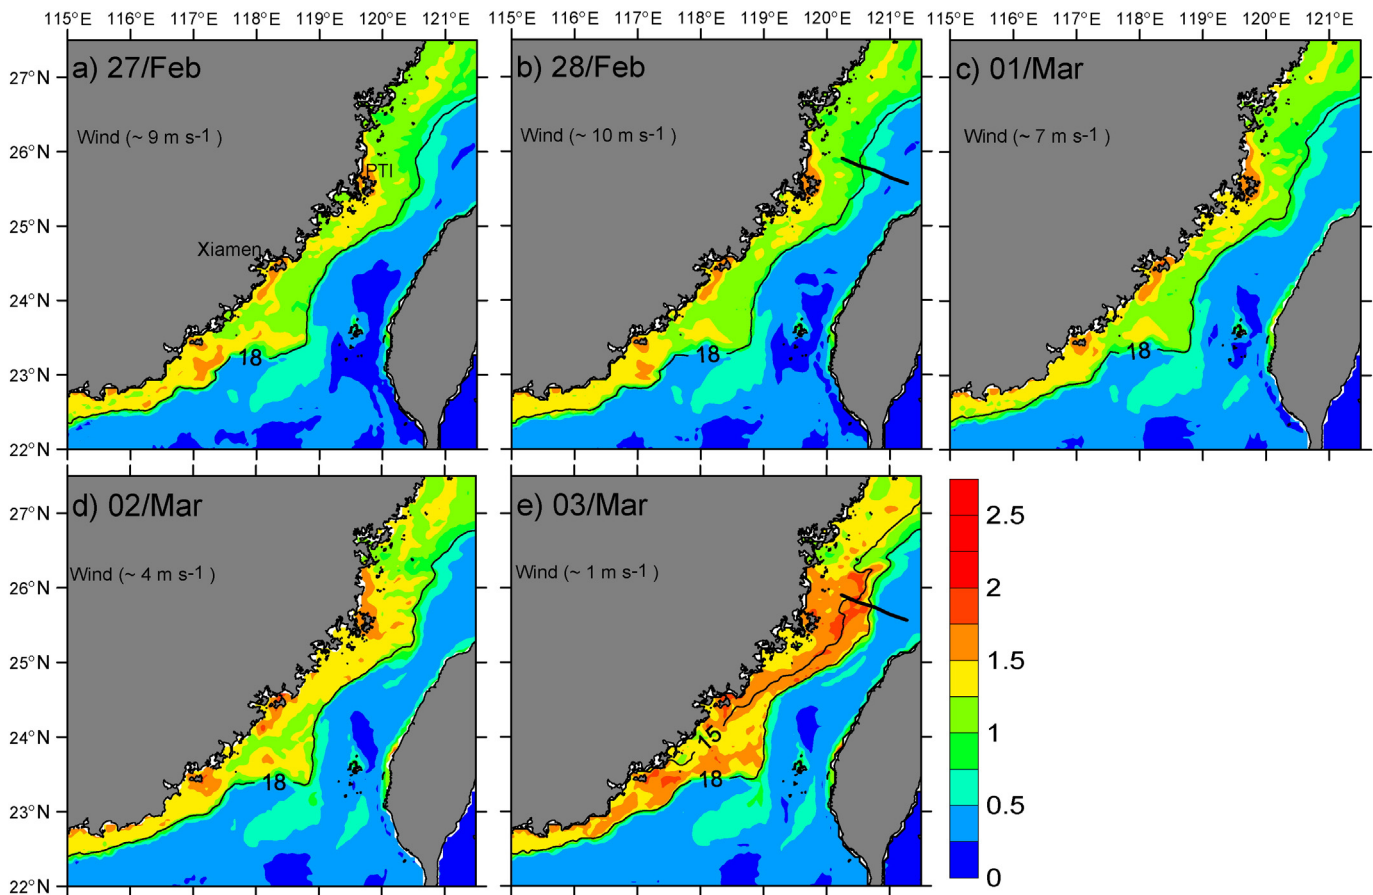 115°E 116°E 117°E 118°E 119°E 120°E 121°E 115°E 116°E 117°E 118°E 119°E 120°E 121°E 115°E 116°E 117°E 118°E 119°E 120°E 121°E
a) 27/Feb b) 28/Feb c) 01/Mar
27°N
Wind (~ 9 m s-1 ) Wind (~ 10 m s-1 ) Wind (~ 7 m s-1 )
26°N
PTI
25°N
Xiamen
24°N
18 18 18
23°N
22°N
d) 02/Mar e) 03/Mar
27°N 2.5
Wind (~ 4 m s-1 ) Wind (~ 1 m s-1 )
26°N 2
25°N 1.5
24°N 15 1
18 18
23°N 0.5
22°N 0